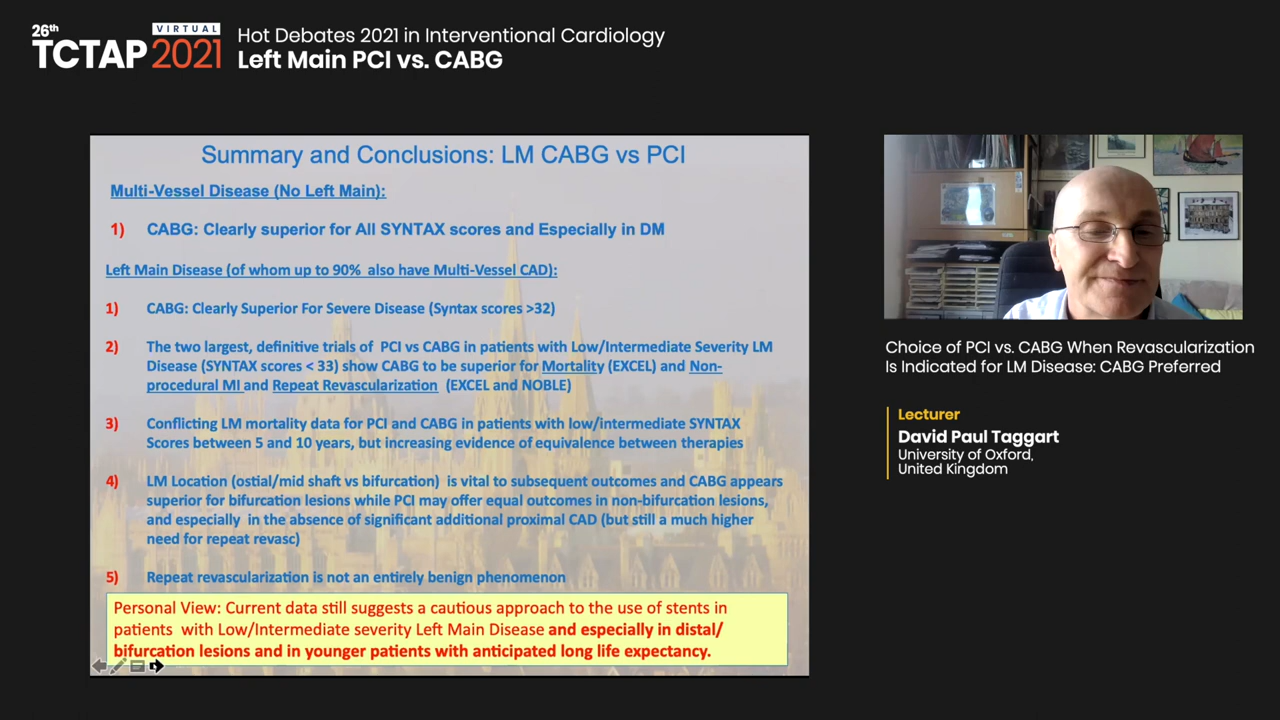 26th
VIRTUAL
TCTAP 2021
Hot Debates 2021 in Interventional Cardiology
Left Main PCI vs. CABG
Summary and Conclusions: LM CABG vs PCI
Multi-Vessel Disease (No Left Main):
1) CABG: Clearly superior for All SYNTAX scores and Especially in DM
Left Main Disease (of whom up to 90% also have Multi-Vessel CAD):
1) CABG: Clearly Superior For Severe Disease (Syntax scores >32)
2) The two largest, definitive trials of PCI vs CABG in patients with Low/Intermediate Severity LM
Disease (SYNTAX scores < 33) show CABG to be superior for Mortality (EXCEL) and Non-
procedural MI and Repeat Revascularization (EXCEL and NOBLE)
3) Conflicting LM mortality data for PCI and CABG in patients with low/intermediate SYNTAX
Scores between 5 and 10 years, but increasing evidence of equivalence between therapies
4) LM Location (ostial/mid shaft vs bifurcation) is vital to subsequent outcomes and CABG appears
superior for bifurcation lesions while PCI may offer equal outcomes in non-bifurcation lesions,
and especially in the absence of significant additional proximal CAD (but still a much higher
need for repeat revasc)
5) Repeat revascularization is not an entirely benign phenomenon
Personal View: Current data still suggests a cautious approach to the use of stents in
patients with Low/Intermediate severity Left Main Disease and especially in distal/
bifurcation lesions and in younger patients with anticipated long life expectancy.
Choice of PCI vs. CABG When Revascularization
Is Indicated for LM Disease: CABG Preferred
Lecturer
David Paul Taggart
University of Oxford,
United Kingdom